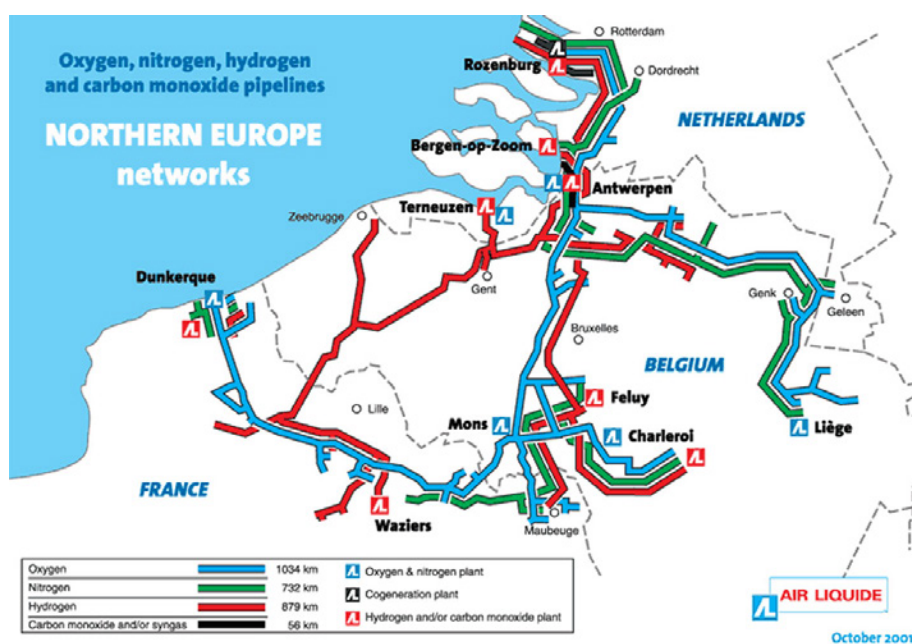 Oxygen, nitrogen, hydrogen
and carbon monoxide pipelines
NORTHERN EUROPE
networks
Rotterdam
Rozenburg
Dordrecht
NETHERLANDS
Bergen-op-Zoom
Antwerpen
Terneuzen
Zeebrugge
Dunkerque
Gent
Genk
Geleen
Bruxelles
BELGIUM
Lille
Feluy
Mons
Charleroi
Liège
FRANCE
Waziers
Maubeuge
Oxygen 1034 km
Nitrogen 732 km
Hydrogen 879 km
Carbon monoxide and/or syngas 56 km
Oxygen & nitrogen plant
Cogeneration plant
Hydrogen and/or carbon monoxide plant
AIR LIQUIDE
October 2001